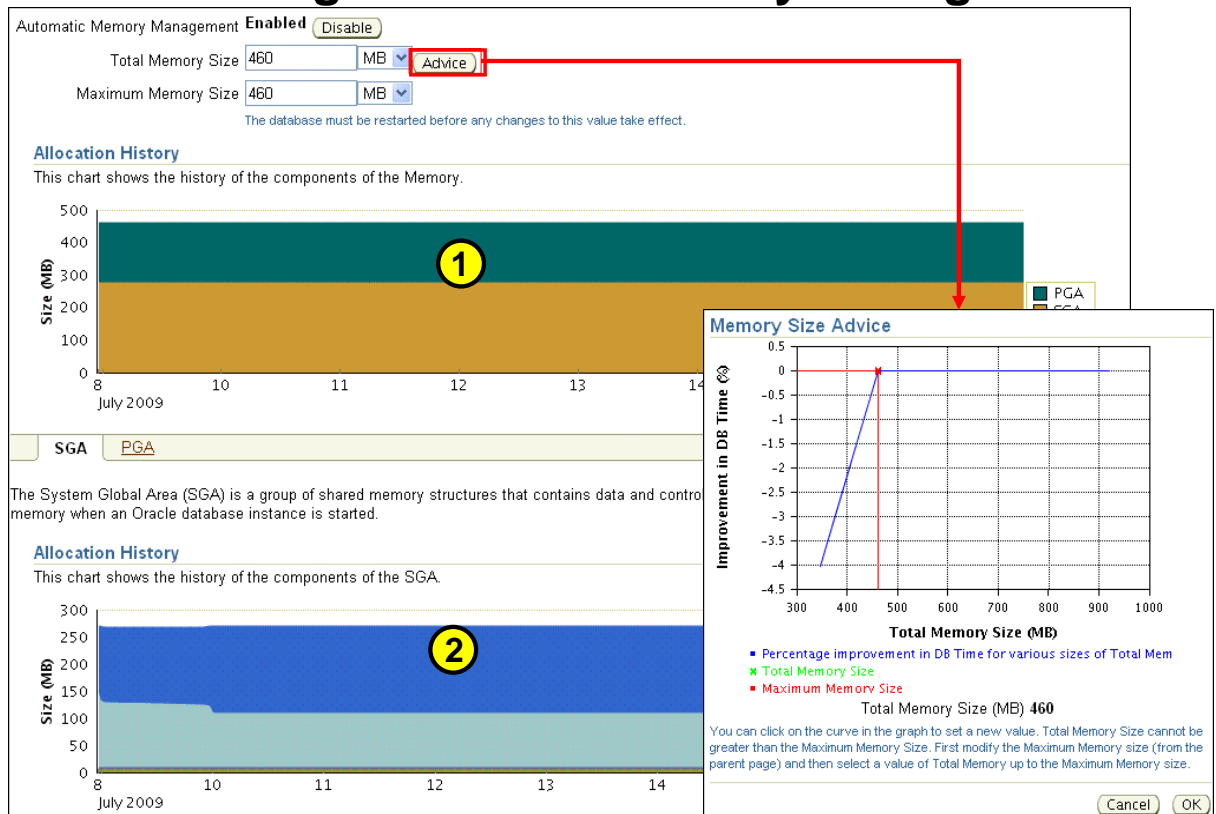 Automatic Memory Management Enabled Disable
Total Memory Size 460 MB Advice
Maximum Memory Size 460 MB
The database must be restarted before any changes to this value take effect.
Allocation History
This chart shows the history of the components of the Memory.
Size (MB)
500
400
300
200
100
0
1
8 10 11 12 13 14
July 2009
PGA
SGA PGA
The System Global Area (SGA) is a group of shared memory structures that contains data and contro
memory when an Oracle database instance is started.
Allocation History
This chart shows the history of the components of the SGA.
Size (MB)
300
250
200
150
100
50
0
2
8 10 11 12 13 14
July 2009
Memory Size Advice
Improvement in DB Time (%)
0.5
0
-0.5
-1
-1.5
-2
-2.5
-3
-3.5
-4
-4.5
300 400 500 600 700 800 900 1000
Total Memory Size (MB)
Percentage improvement in DB Time for various sizes of Total Mem
Total Memory Size
Maximum Memory Size
Total Memory Size (MB) 460
You can click on the curve in the graph to set a new value. Total Memory Size cannot be
greater than the Maximum Memory Size. First modify the Maximum Memory size (from the
parent page) and then select a value of Total Memory up to the Maximum Memory size.
Cancel OK